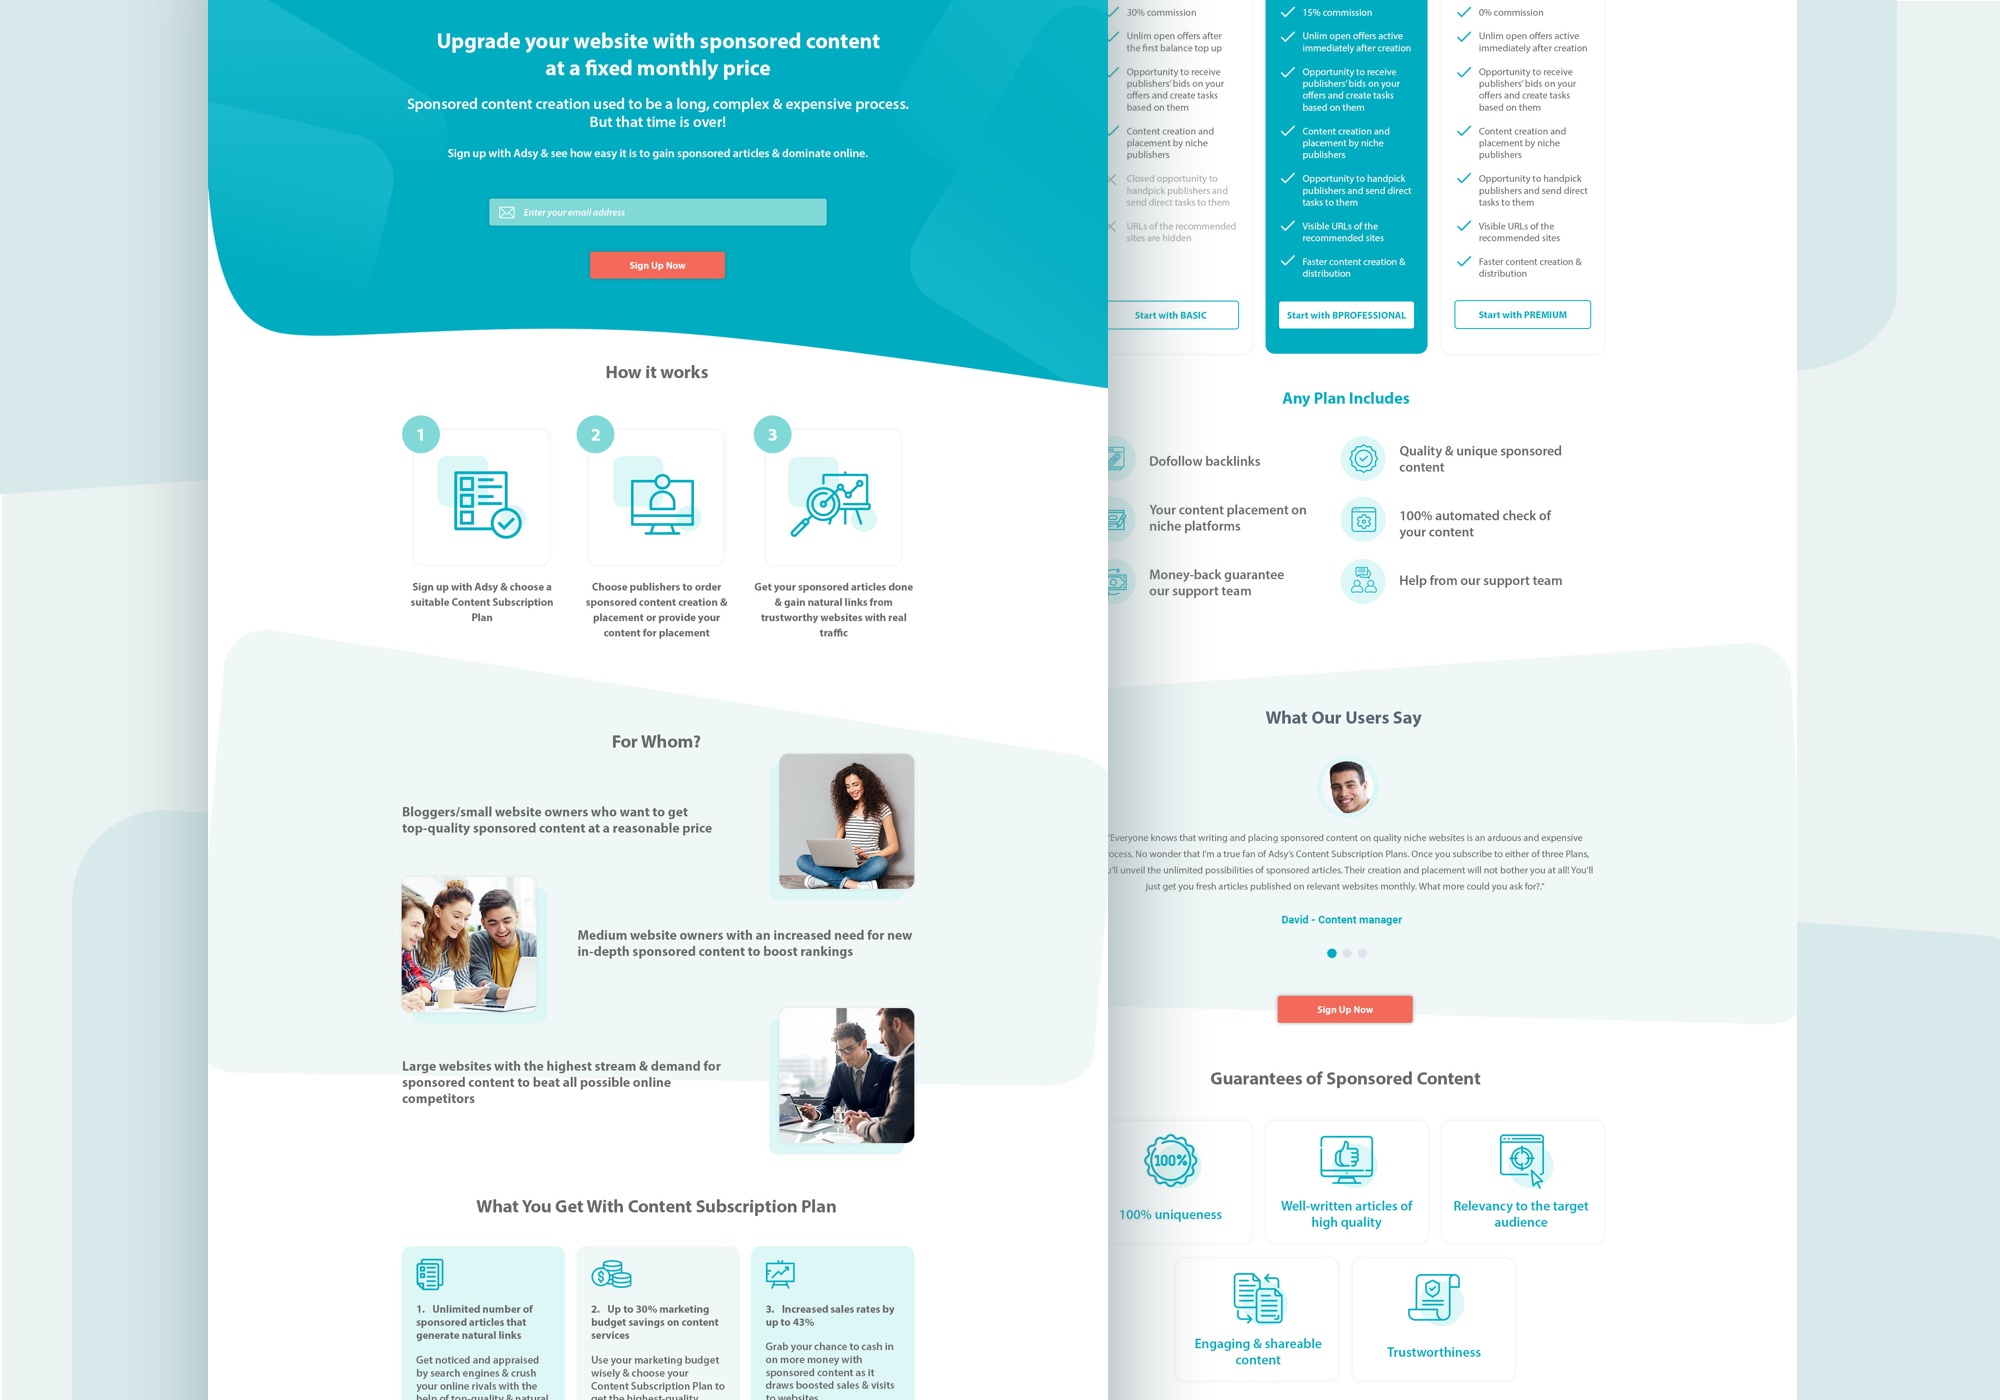 Upgrade your website with sponsored content
at a fixed monthly price
Sponsored content creation used to be a long, complex & expensive process.
But that time is over!
Sign up with Adsy & see how easy it is to gain sponsored articles & dominate online.
Enter your email address
Sign Up Now
How it works
1
Sign up with Adsy & choose a
suitable Content Subscription
Plan
2
Choose publishers to order
sponsored content creation &
placement or provide your
content for placement
3
Get your sponsored articles done
& gain natural links from
trustworthy websites with real
traffic
For Whom?
Bloggers/small website owners who want to get
top-quality sponsored content at a reasonable price
Medium website owners with an increased need for new
in-depth sponsored content to boost rankings
Large websites with the highest stream & demand for
sponsored content to beat all possible online
competitors
What You Get With Content Subscription Plan
1. Unlimited number of
sponsored articles that
generate natural links
Get noticed and appraised
by search engines & crush
your online rivals with the
help of top-quality & natural
2. Up to 30% marketing
budget savings on content
services
Use your marketing budget
wisely & choose your
Content Subscription Plan to
get the highest-quality
3. Increased sales rates by
up to 43%
Grab your chance to cash in
on more money with
sponsored content as it
draws boosted sales & visits
to websites
30% commission
Unlim open offers after
the first balance top up
Opportunity to receive
publishers' bids on your
offers and create tasks
based on them
Content creation and
placement by niche
publishers
Closed opportunity to
handpick publishers and
send direct tasks to them
URLs of the recommended
sites are hidden
Start with BASIC
15% commission
Unlim open offers active
immediately after creation
Opportunity to receive
publishers' bids on your
offers and create tasks
based on them
Content creation and
placement by niche
publishers
Opportunity to handpick
publishers and send direct
tasks to them
Visible URLs of the
recommended sites
Faster content creation &
distribution
Start with BPROFESSIONAL
0% commission
Unlim open offers active
immediately after creation
Opportunity to receive
publishers' bids on your
offers and create tasks
based on them
Content creation and
placement by niche
publishers
Opportunity to handpick
publishers and send direct
tasks to them
Visible URLs of the
recommended sites
Faster content creation &
distribution
Start with PREMIUM
Any Plan Includes
Dofollow backlinks
Quality & unique sponsored
content
Your content placement on
niche platforms
100% automated check of
your content
Money-back guarantee
our support team
Help from our support team
What Our Users Say
"Everyone knows that writing and placing sponsored content on quality niche websites is an arduous and expensive
ocess. No wonder that I'm a true fan of Adsy's Content Subscription Plans. Once you subscribe to either of three Plans,
u'll unveil the unlimited possibilities of sponsored articles. Their creation and placement will not bother you at all! You'll
just get you fresh articles published on relevant websites monthly. What more could you ask for?."
David - Content manager
Sign Up Now
Guarantees of Sponsored Content
100%
100% uniqueness
Well-written articles of
high quality
Relevancy to the target
audience
Engaging & shareable
content
Trustworthiness